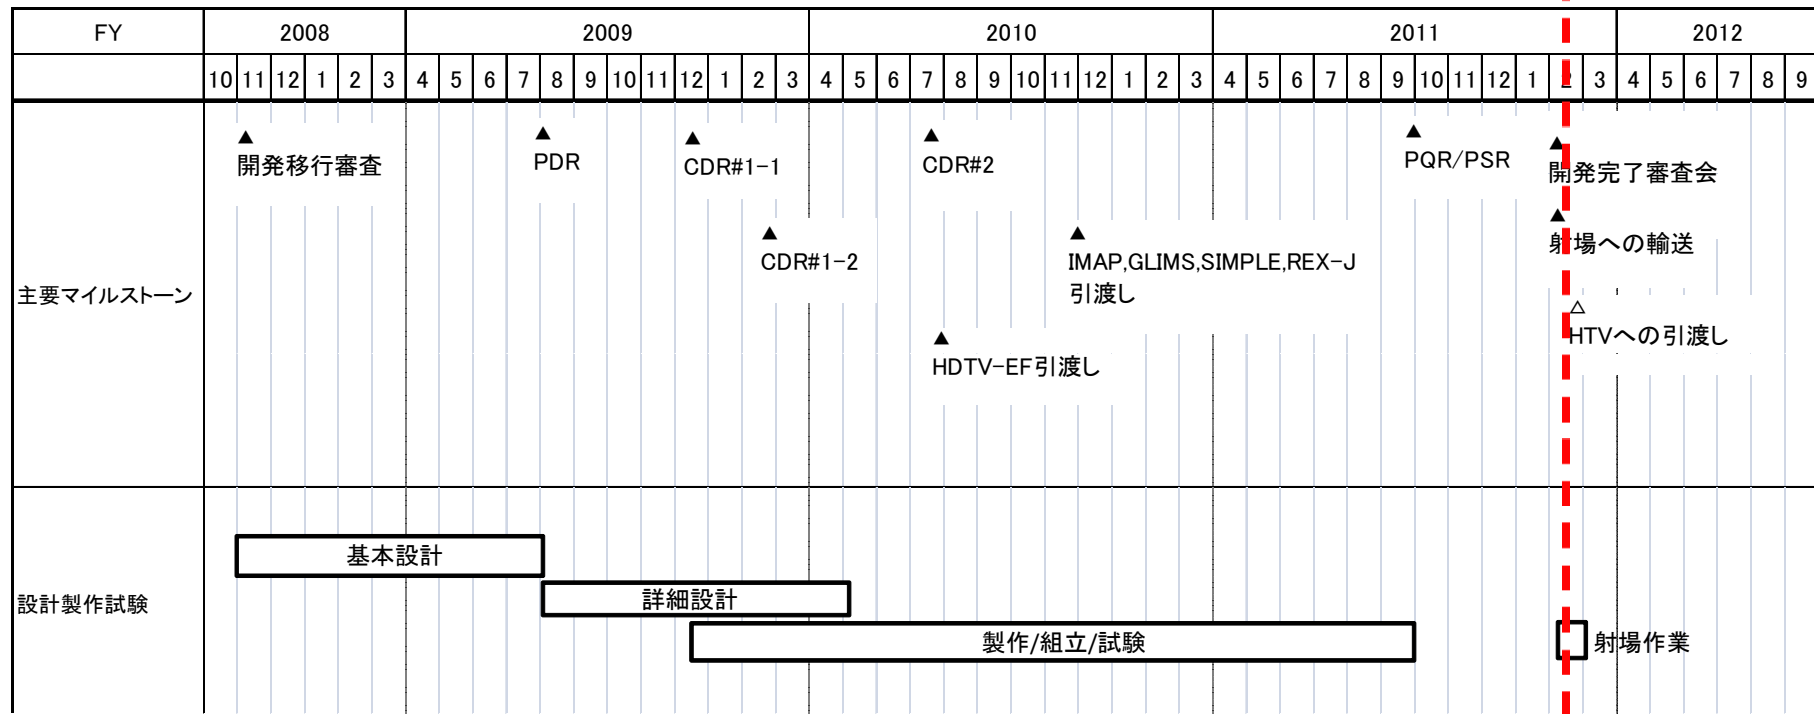 FY 2008 2009 2010 2011 2012
10 11 12 1 2 3 4 5 6 7 8 9 10 11 12 1 2 3 4 5 6 7 8 9 10 11 12 1 2 3 4 5 6 7 8 9 10 11 12 1 2 3 4 5 6 7 8 9
▲ ▲ ▲ ▲ ▲ ▲
開発移行審査 PDR CDR#1-1 CDR#2 PQR/PSR 開発完了審査会
▲ ▲ ▲
CDR#1-2 IMAP,GLIMS,SIMPLE,REX-J 射場への輸送
引渡し
主要マイルストーン
△
HTVへの引渡し
▲
HDTV-EF引渡し
基本設計
詳細設計
設計製作試験
製作/組立/試験 射場作業